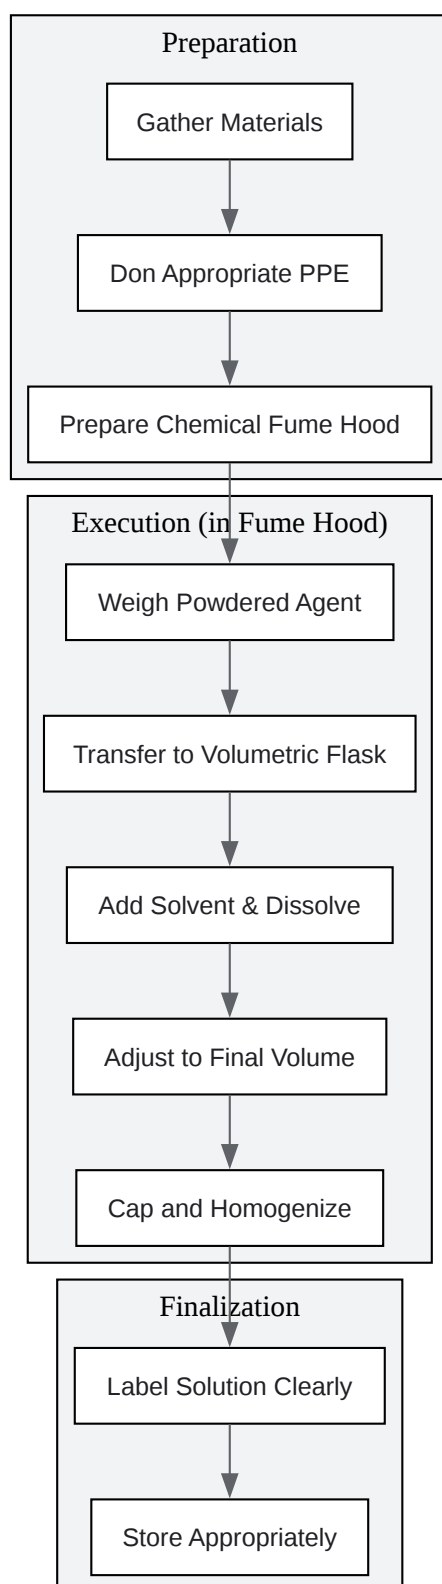 Preparation
Gather Materials
Don Appropriate PPE
Prepare Chemical Fume Hood
Execution (in Fume Hood)
Weigh Powdered Agent
Transfer to Volumetric Flask
Add Solvent & Dissolve
Adjust to Final Volume
Cap and Homogenize
Finalization
Label Solution Clearly
Store Appropriately